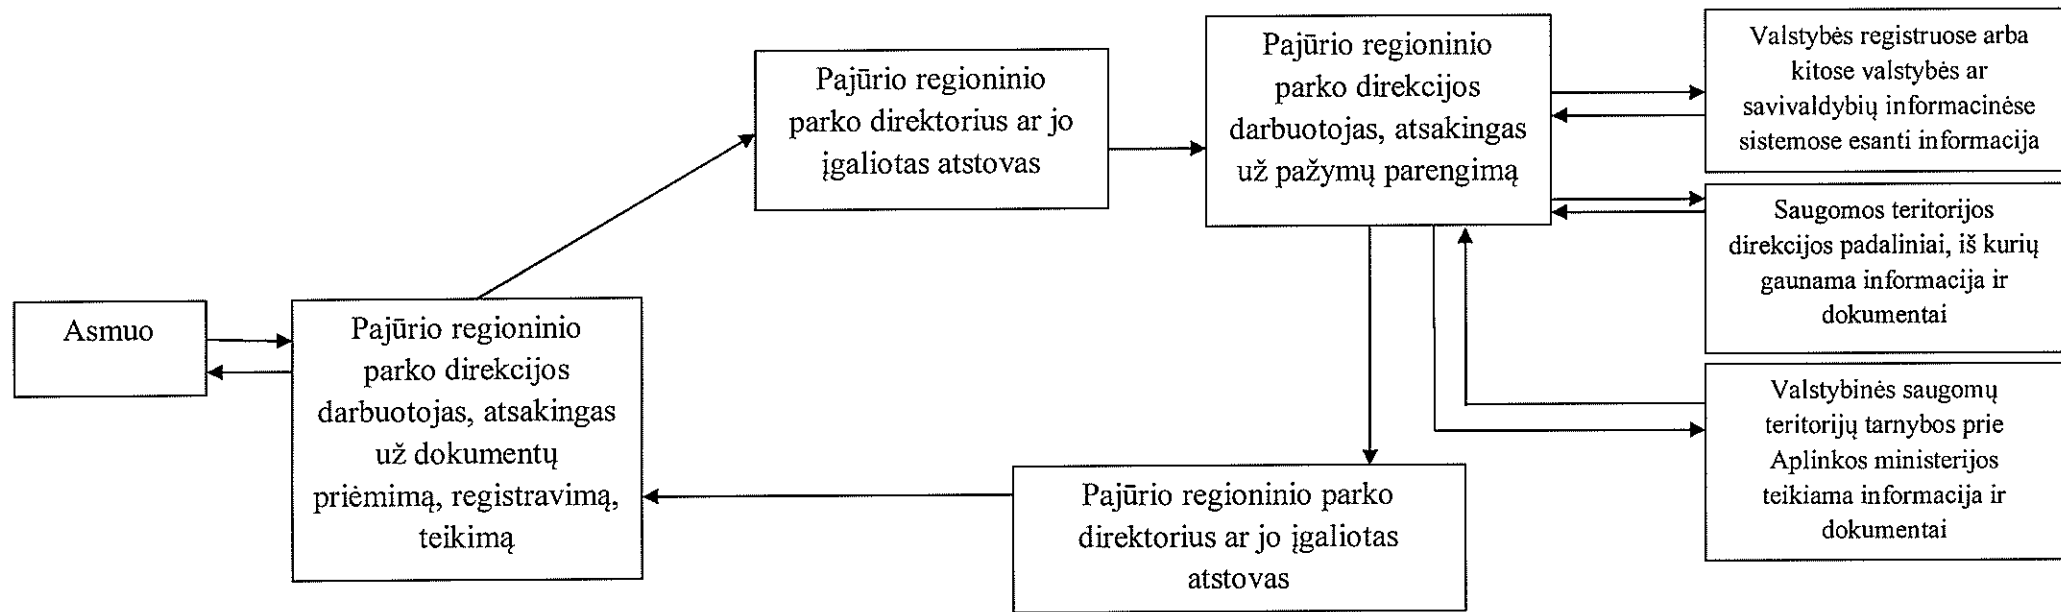 Asmuo
Pajūrio regioninio
parko direkcijos
darbuotojas, atsakingas
už dokumentų
priėmimą, registravimą,
teikimą
Pajūrio regioninio
parko direktorius ar jo
įgaliotas atstovas
Pajūrio regioninio
parko direkcijos
darbuotojas, atsakingas
už pažymų parengimą
Valstybės registruose arba
kitose valstybės ar
savivaldybių informacinėse
sistemose esanti informacija
Saugomos teritorijos
direkcijos padaliniai, iš kurių
gaunama informacija ir
dokumentai
Valstybinės saugomų
teritorijų tarnybos prie
Aplinkos ministerijos
teikiama informacija ir
dokumentai
Pajūrio regioninio parko
direktorius ar jo įgaliotas
atstovas